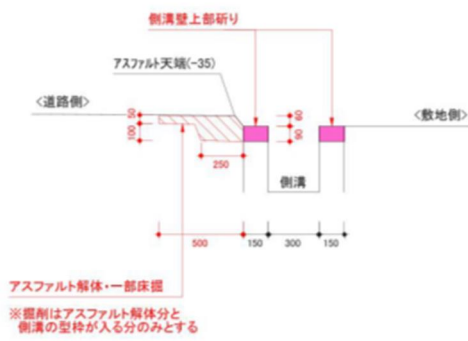 側溝壁上部斫り
アスファルト天端(-35)
<道路側>
<敷地側>
50
100
60
90
250
側溝
500
150
300
150
アスファルト解体・一部床掘
※掘削はアスファルト解体分と
側溝の型枠が入る分のみとする